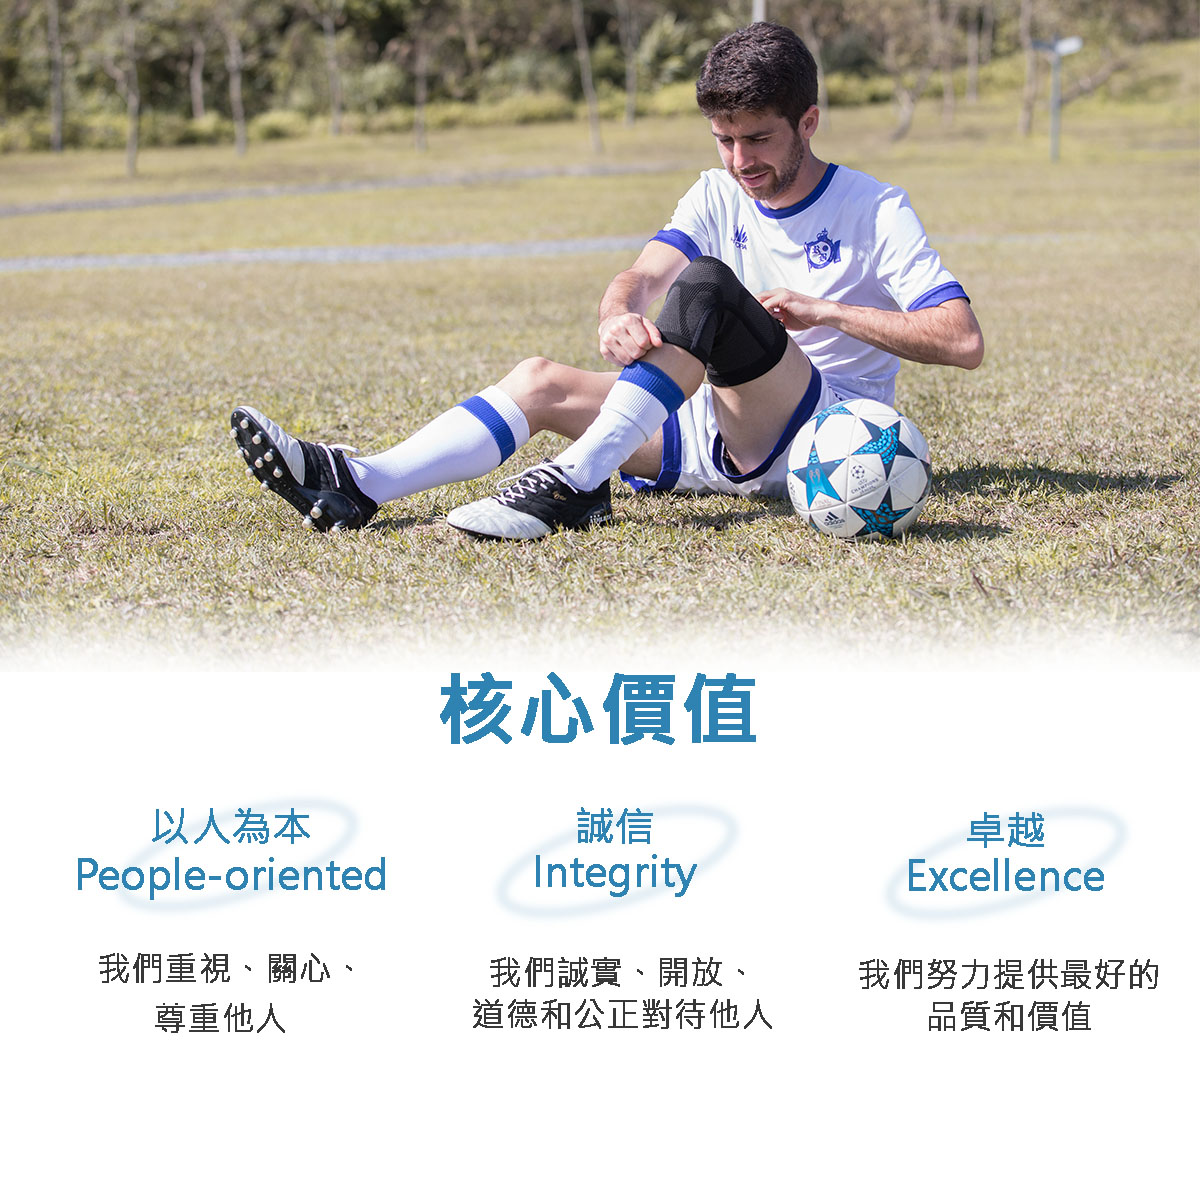 核心價值
以人為本
People-oriented
我們重視、關心、
尊重他人
誠信
Integrity
我們誠實、開放、
道德和公正對待他人
卓越
Excellence
我們努力提供最好的
品質和價值
adidas